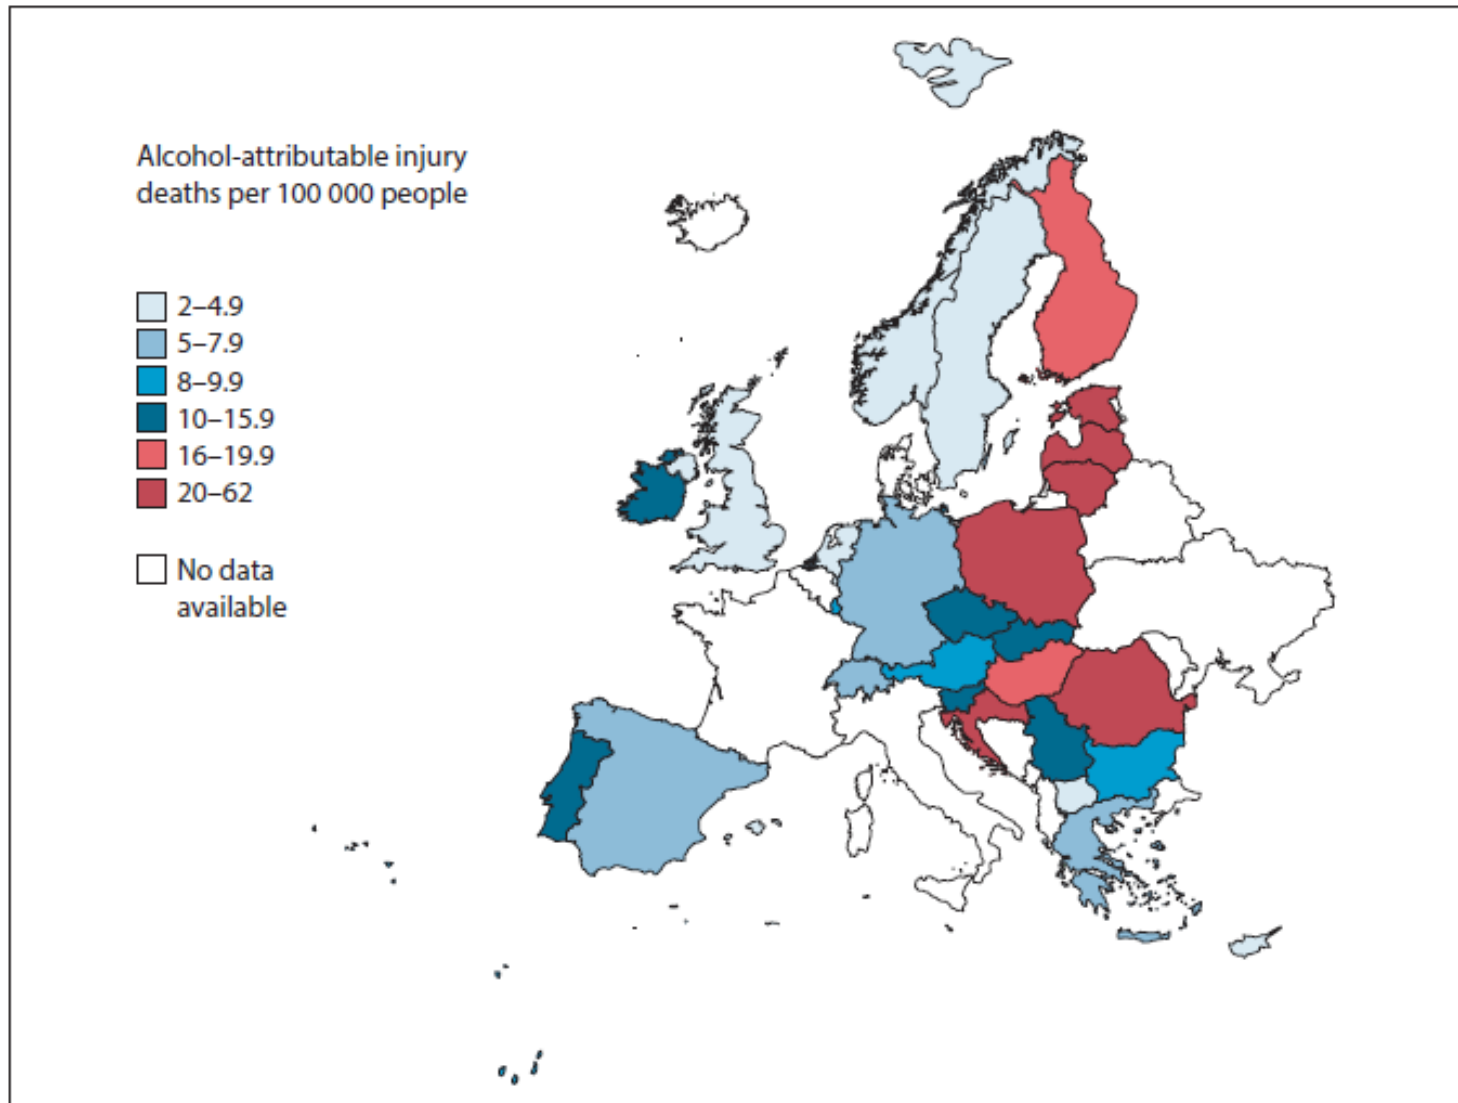 Alcohol-attributable injury
deaths per 100 000 people
2–4.9
5–7.9
8–9.9
10–15.9
16–19.9
20–62
No data
available